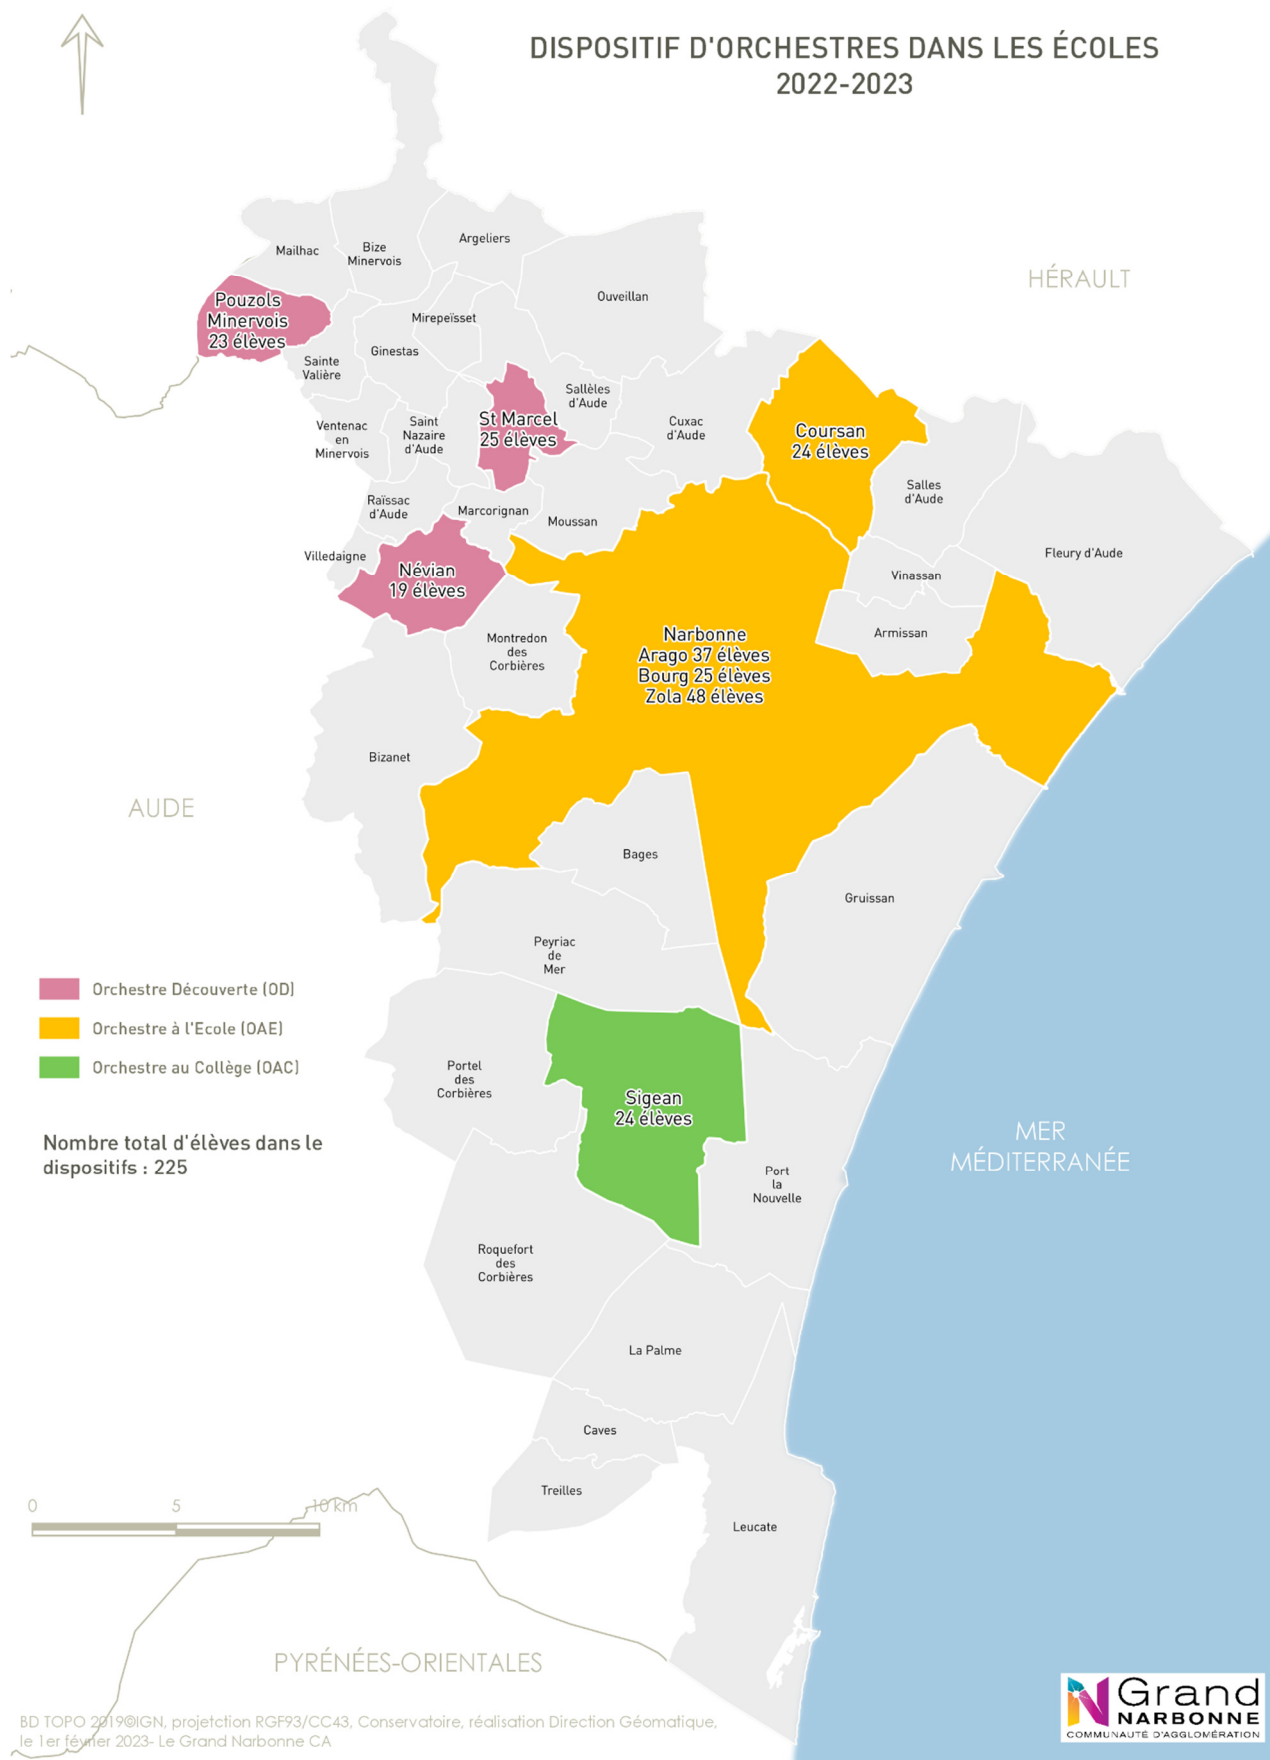 DISPOSITIF D'ORCHESTRES DANS LES ÉCOLES
2022-2023
HÉRAULT
Mailhac
Bize
Minervois
Argeliers
Ouveillan
Pouzols
Minervois
23 élèves
Mirepeïsset
Ginestas
Sainte
Valière
Sallèles
d'Aude
St Marcel
25 élèves
Cuxac
d'Aude
Coursan
24 élèves
Ventenac
en
Minervois
Saint
Nazaire
d'Aude
Salles
d'Aude
Raïssac
d'Aude
Marcorignan
Moussan
Villedaigne
Fleury d'Aude
Névian
19 élèves
Vinassan
Armissan
Montredon
des
Corbières
Narbonne
Arago 37 élèves
Bourg 25 élèves
Zola 48 élèves
Bizanet
AUDE
Bages
Gruissan
Peyriac
de
Mer
Orchestre Découverte (OD)
Orchestre à l'Ecole (OAE)
Orchestre au Collège (OAC)
Portel
des
Corbières
Sigean
24 élèves
Nombre total d'élèves dans le
dispositifs : 225
MER
MÉDITERRANÉE
Port
la
Nouvelle
Roquefort
des
Corbières
La Palme
Caves
Treilles
Leucate
0 5 10 km
PYRÉNÉES-ORIENTALES
BD TOPO 2019©IGN, projetction RGF93/CC43, Conservatoire, réalisation Direction Géomatique,
le 1er février 2023- Le Grand Narbonne CA
N Grand
NARBONNE
COMMUNAUTÉ D'AGGLOMÉRATION